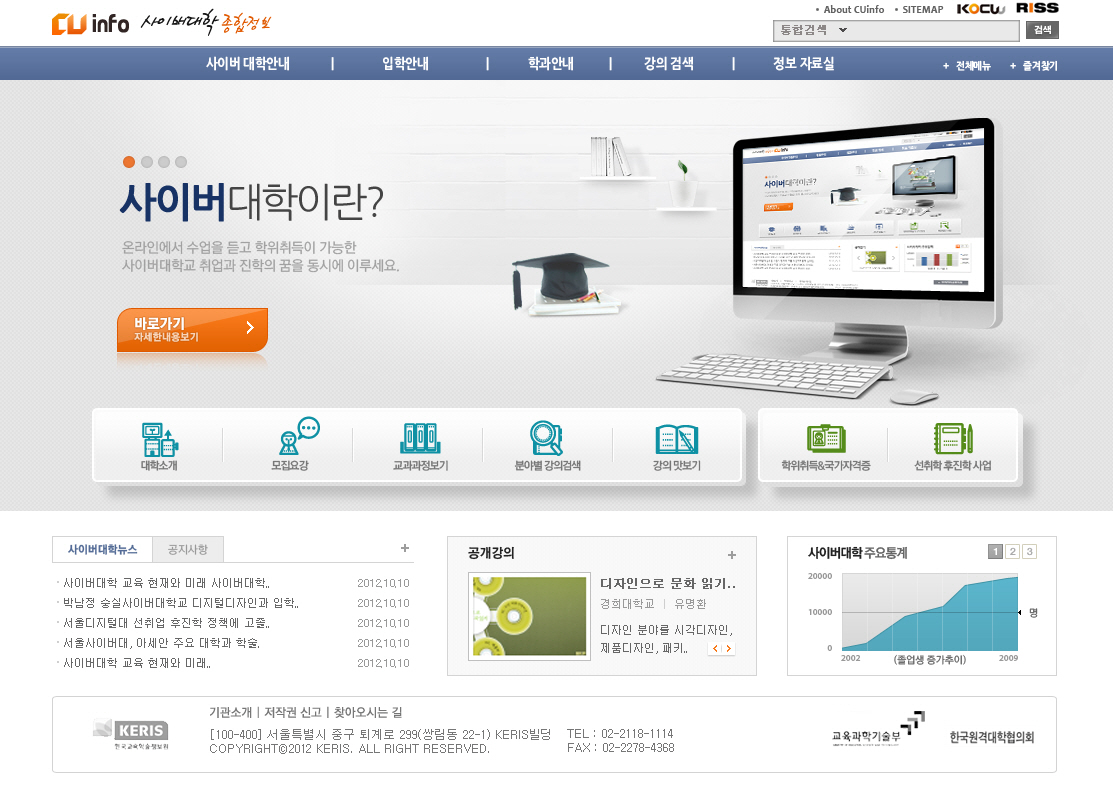 CU info 사이버대학 종합정보
About CUinfo
SITEMAP
KOCW
RISS
통합검색
검색
사이버 대학안내
입학안내
학과안내
강의 검색
정보 자료실
+ 전체메뉴
+ 즐겨찾기
사이버대학이란?
온라인에서 수업을 듣고 학위취득이 가능한
사이버대학교 취업과 진학의 꿈을 동시에 이루세요.
바로가기
자세한내용보기
대학소개
모집요강
교과과정보기
분야별 강의검색
강의 맛보기
학위취득&국가자격증
선취학 후진학 사업
사이버대학뉴스
공지사항
+
· 사이버대학 교육 현재와 미래 사이버대학.. 2012.10.10
· 박남정 숭실사이버대학교 디지털디자인과 입학.. 2012.10.10
· 서울디지털대 선취업 후진학 정책에 고졸.. 2012.10.10
· 서울사이버대, 아세안 주요 대학과 학술. 2012.10.10
· 사이버대학 교육 현재와 미래.. 2012.10.10
공개강의
+
디자인으로 문화 읽기..
경희대학교 | 유명환
디자인 분야를 시각디자인,
제품디자인, 패키..
사이버대학 주요통계
1 2 3
20000
10000
0
명
2002
(졸업생 증가추이)
2009
KERIS
한국교육학술정보원
기관소개 | 저작권 신고 | 찾아오시는 길
[100-400] 서울특별시 중구 퇴계로 299(쌍림동 22-1) KERIS빌딩 TEL : 02-2118-1114
COPYRIGHT©2012 KERIS. ALL RIGHT RESERVED. FAX : 02-2278-4368
교육과학기술부
한국원격대학협의회